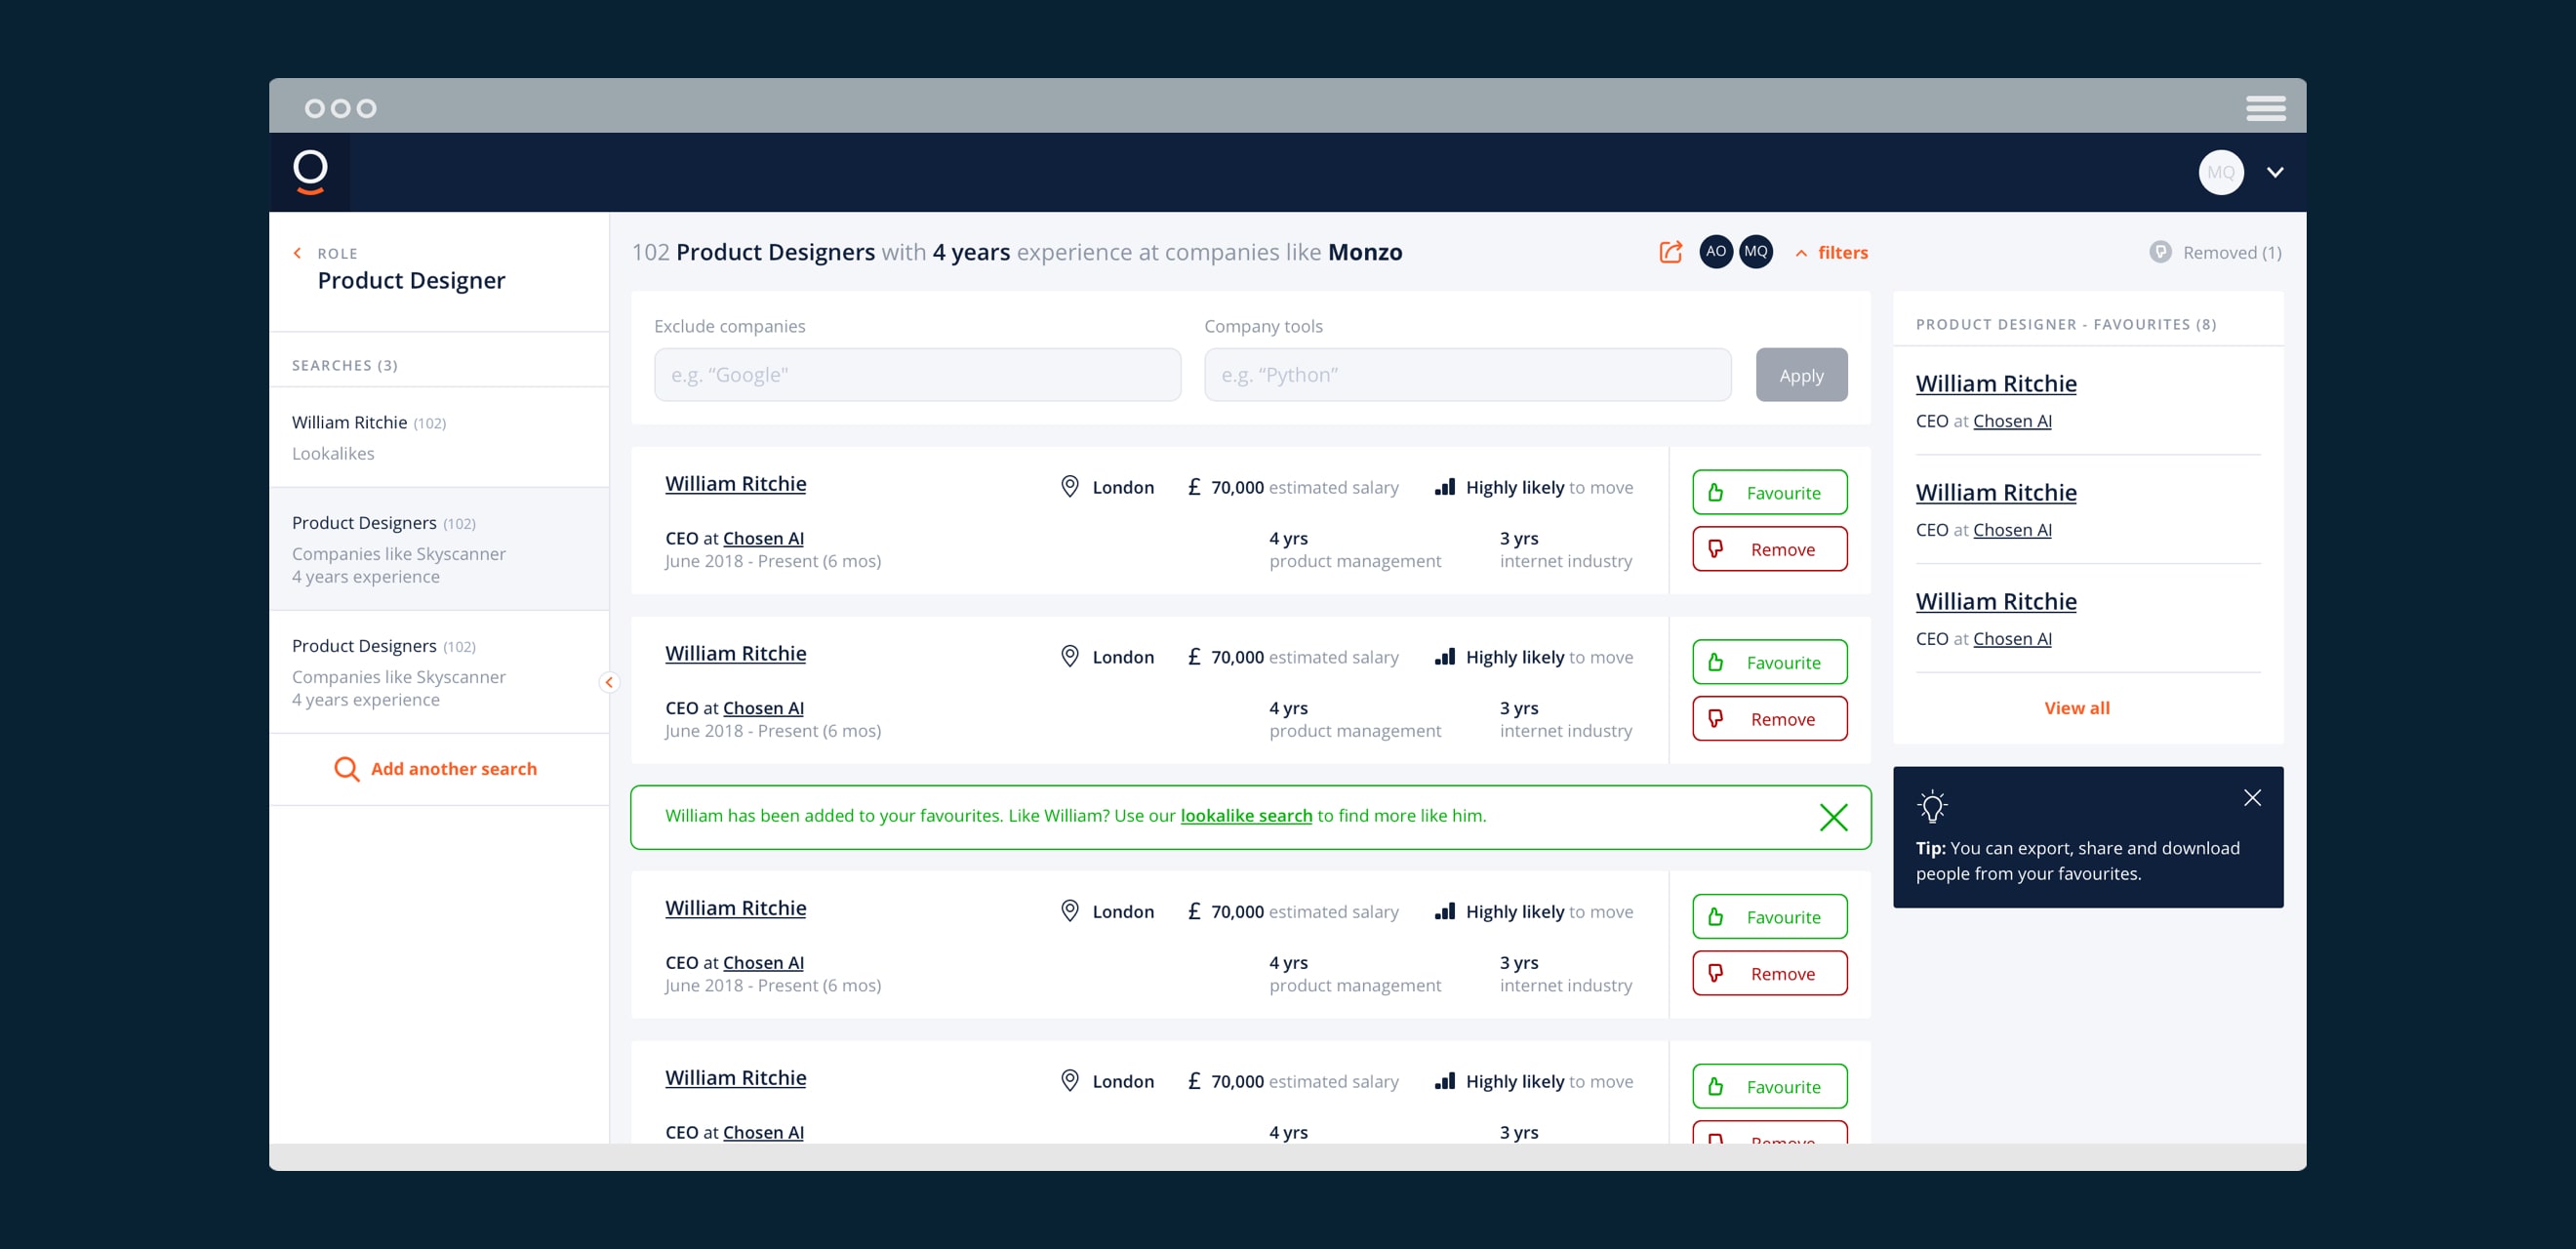 MQ
ROLE
Product Designer
SEARCHES (3)
William Ritchie (102)
Lookalikes
Product Designers (102)
Companies like Skyscanner
4 years experience
Product Designers (102)
Companies like Skyscanner
4 years experience
Add another search
102 Product Designers with 4 years experience at companies like Monzo
AO MQ filters
Exclude companies Company tools
e.g. “Google" e.g. “Python” Apply
William Ritchie London £ 70,000 estimated salary Highly likely to move Favourite
CEO at Chosen AI 4 yrs 3 yrs Remove
June 2018 - Present (6 mos) product management internet industry
William Ritchie London £ 70,000 estimated salary Highly likely to move Favourite
CEO at Chosen AI 4 yrs 3 yrs Remove
June 2018 - Present (6 mos) product management internet industry
William has been added to your favourites. Like William? Use our lookalike search to find more like him.
William Ritchie London £ 70,000 estimated salary Highly likely to move Favourite
CEO at Chosen AI 4 yrs 3 yrs Remove
June 2018 - Present (6 mos) product management internet industry
William Ritchie London £ 70,000 estimated salary Highly likely to move Favourite
CEO at Chosen AI 4 yrs 3 yrs Remove
Removed (1)
PRODUCT DESIGNER - FAVOURITES (8)
William Ritchie
CEO at Chosen AI
William Ritchie
CEO at Chosen AI
William Ritchie
CEO at Chosen AI
View all
Tip: You can export, share and download
people from your favourites.